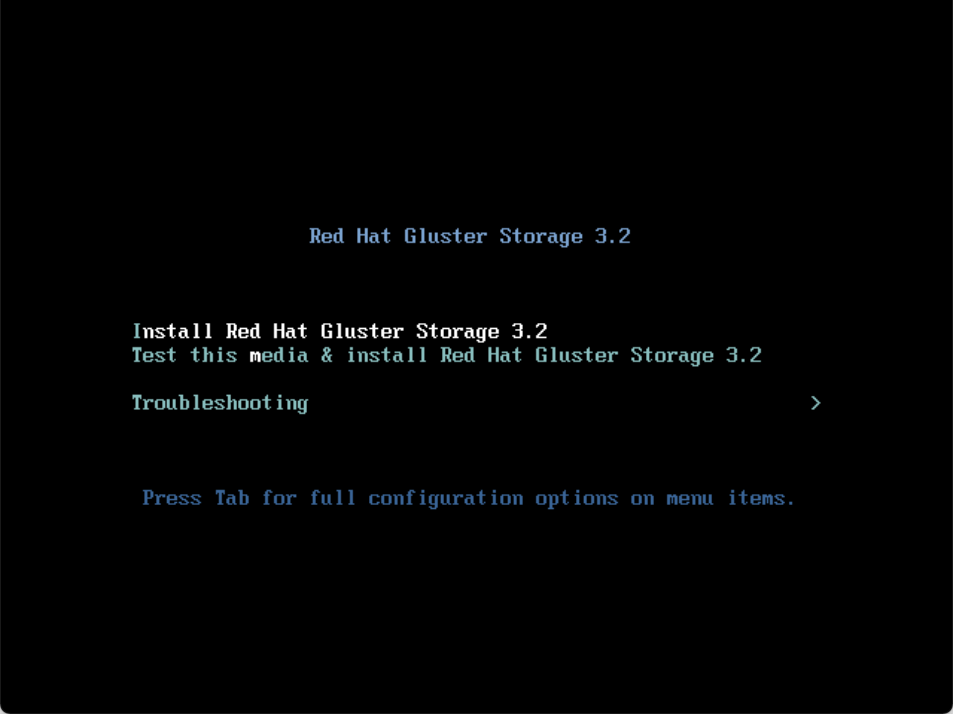 Red Hat Gluster Storage 3.2
Install Red Hat Gluster Storage 3.2
Test this media & install Red Hat Gluster Storage 3.2
Troubleshooting >
Press Tab for full configuration options on menu items.